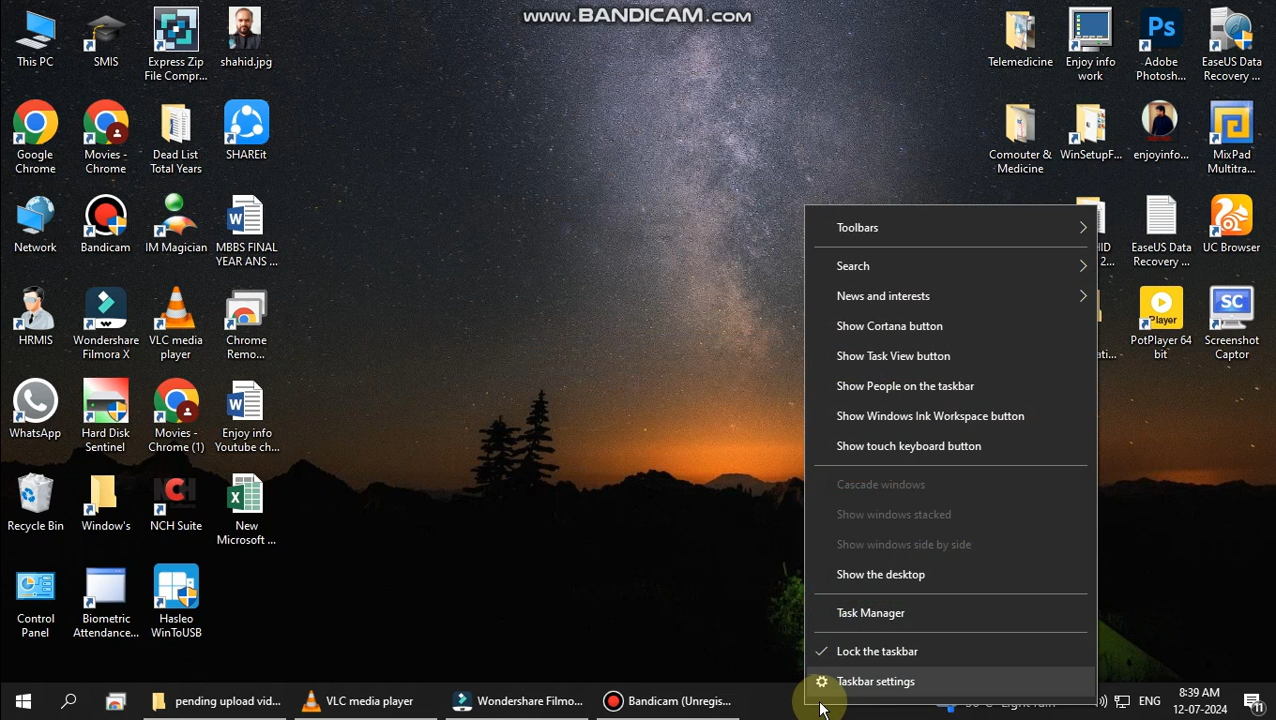 www.BANDICAM.com
This PC
SMIS
Express Zip
File Compr...
shahid.jpg
Telemedicine
Enjoy info
work
Adobe
Photosh...
EaseUS Data
Recovery ...
Google
Chrome
Movies -
Chrome
Dead List
Total Years
SHAREit
Comouter &
Medicine
WinSetupF...
enjoyinfo...
MixPad
Multitra...
Network
Bandicam
IM Magician
MBBS FINAL
YEAR ANS ...
EaseUS Data
Recovery ...
UC Browser
HRMIS
Wondershare
Filmora X
VLC media
player
Chrome
Remo...
PotPlayer 64
bit
Screenshot
Captor
WhatsApp
Hard Disk
Sentinel
Movies -
Chrome (1)
Enjoy info
Youtube ch...
Recycle Bin
Window's
NCH Suite
New
Microsoft ...
Control
Panel
Biometric
Attendance...
Hasleo
WinToUSB
Toolbars
Search
News and interests
Show Cortana button
Show Task View button
Show People on the taskbar
Show Windows Ink Workspace button
Show touch keyboard button
Cascade windows
Show windows stacked
Show windows side by side
Show the desktop
Task Manager
Lock the taskbar
Taskbar settings
pending upload vid...
VLC media player
Wondershare Filmo...
Bandicam (Unregis...
ENG
8:39 AM
12-07-2024
11